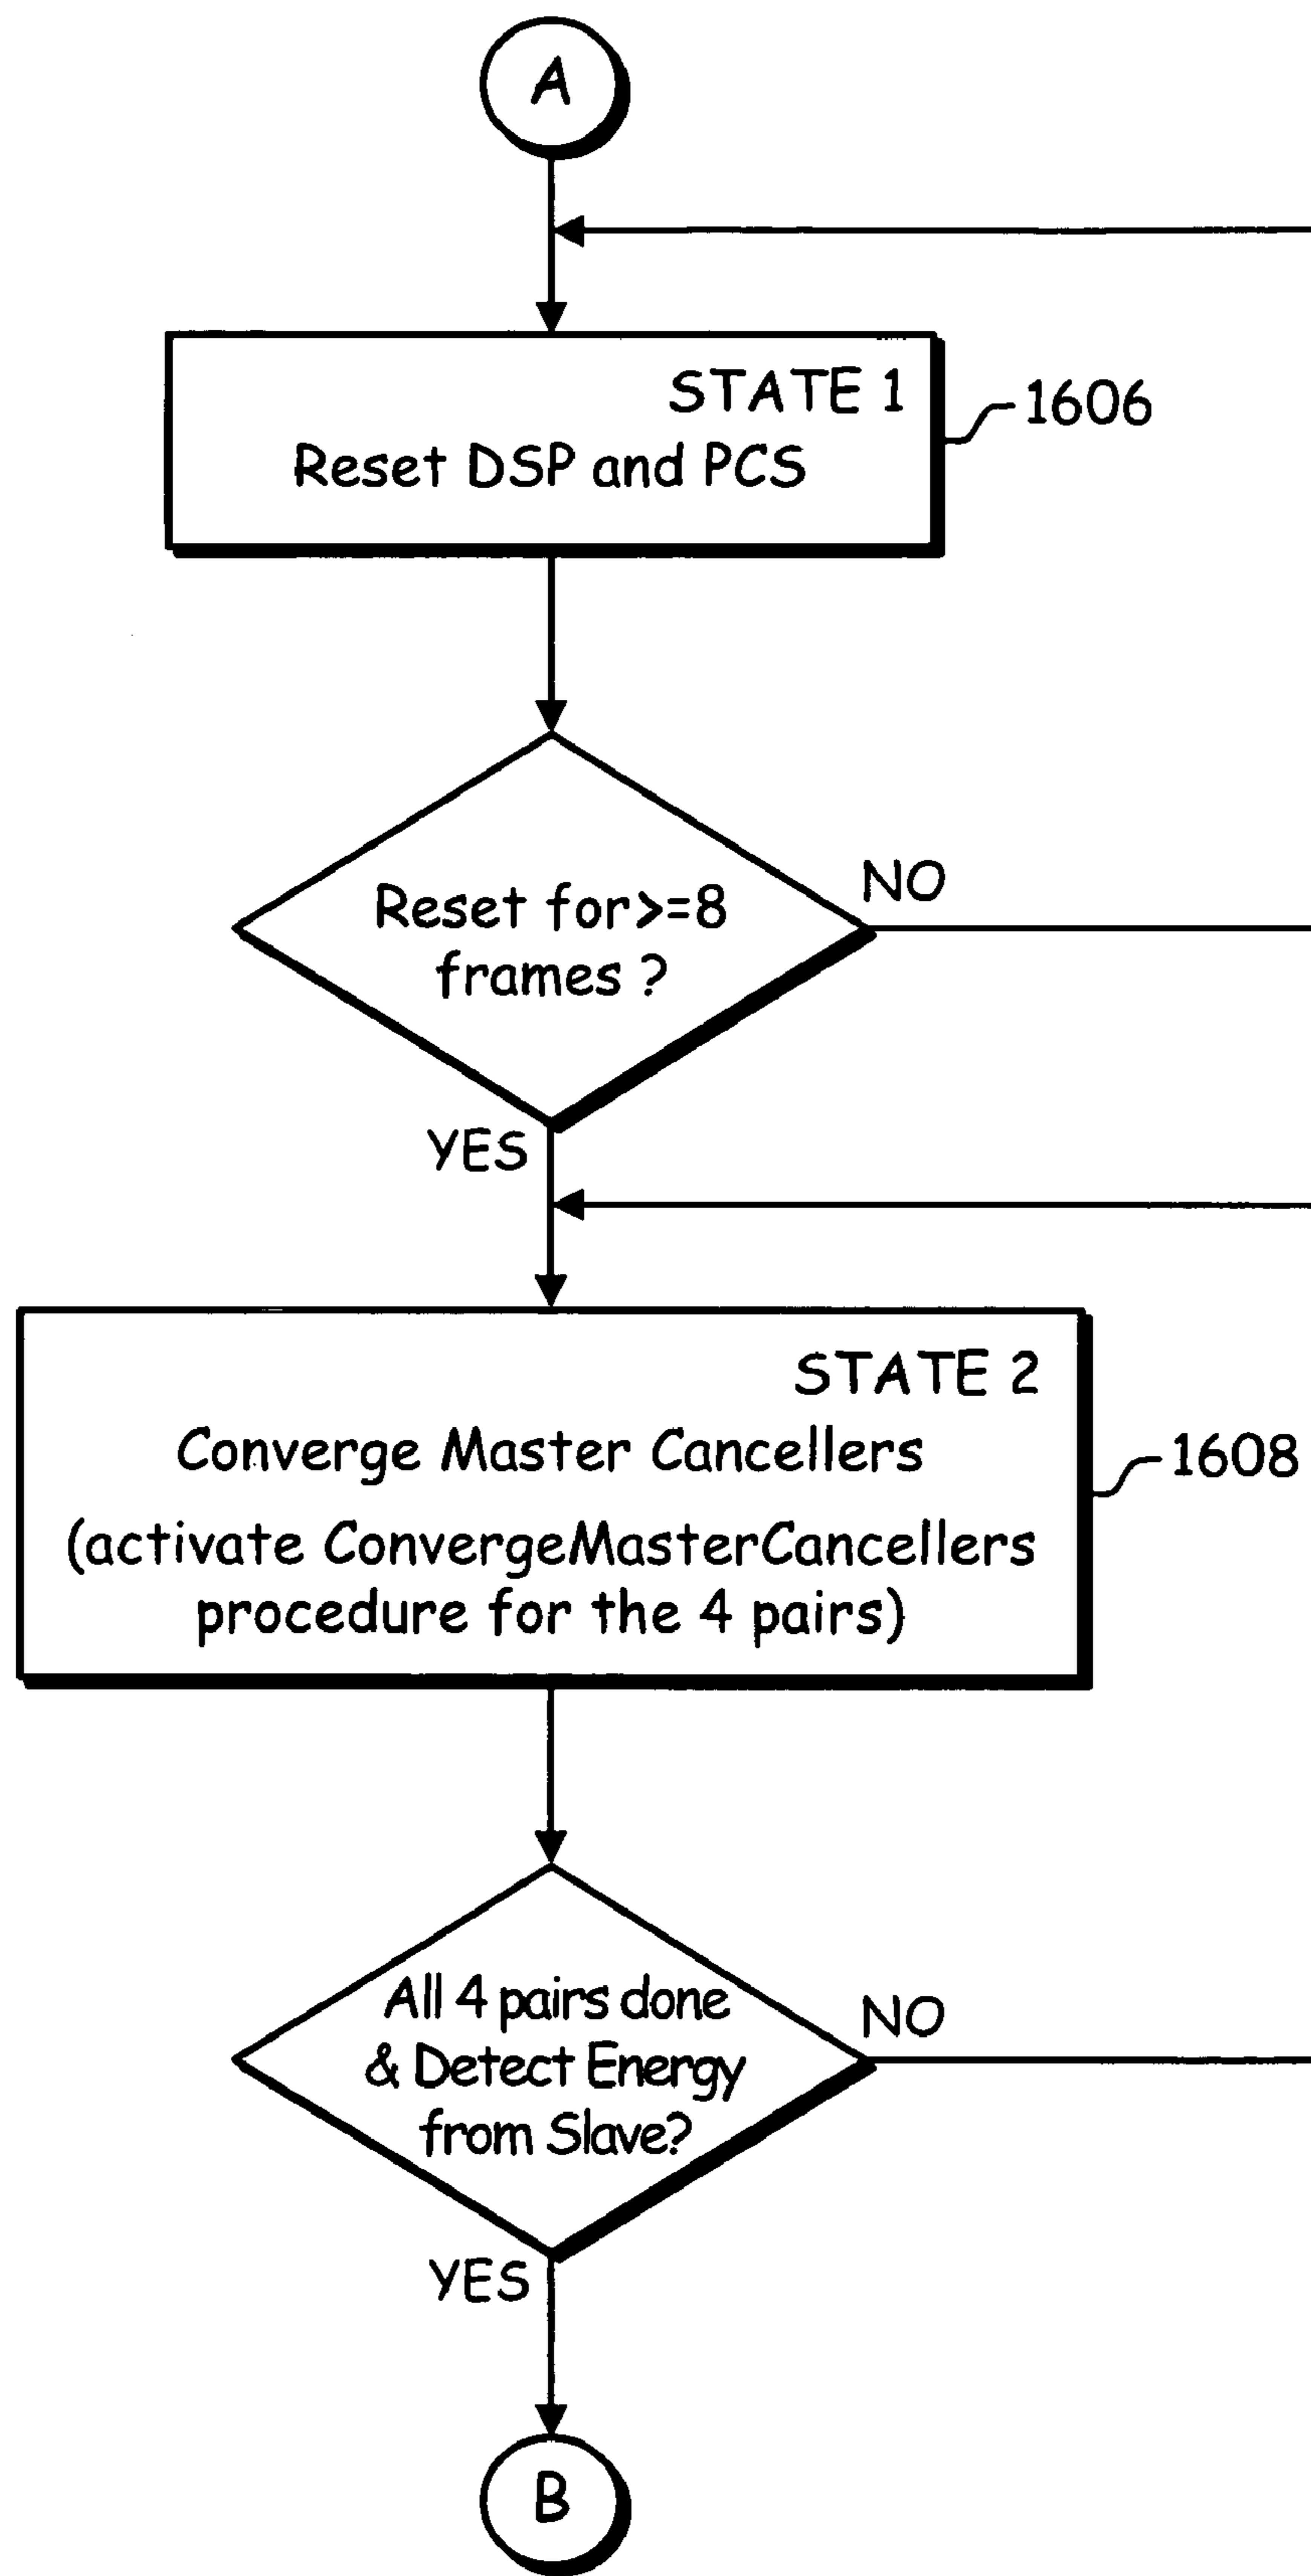 A
STATE 1
Reset DSP and PCS
1606
Reset for >=8
frames ?
NO
YES
STATE 2
Converge Master Cancellers
(activate ConvergeMasterCancellers
procedure for the 4 pairs)
1608
All 4 pairs done
& Detect Energy
from Slave?
NO
YES
B